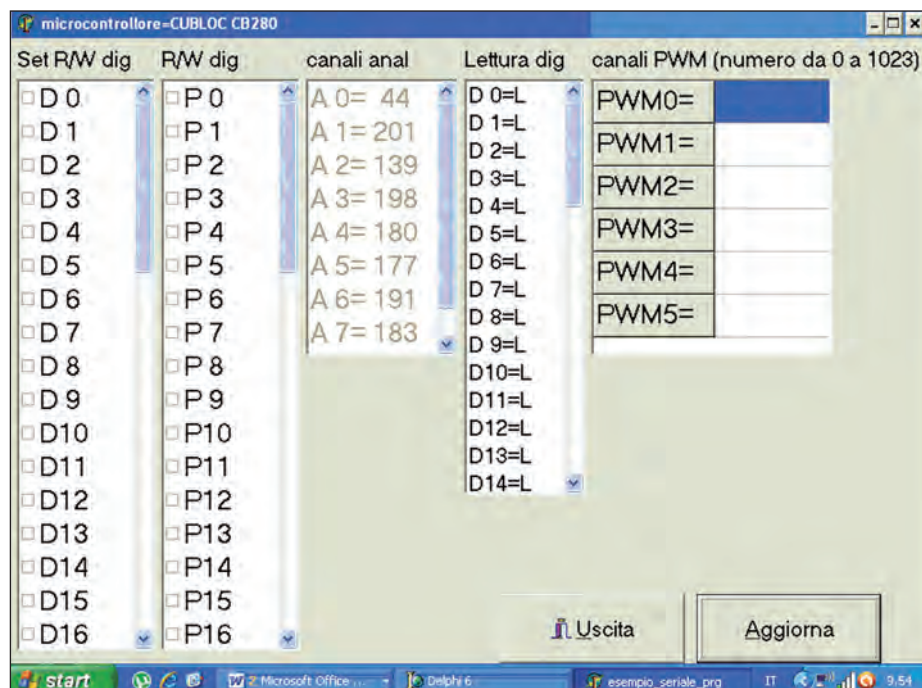 microcontrollore=CUBLOC CB280
Set R/W dig
D 0
D 1
D 2
D 3
D 4
D 5
D 6
D 7
D 8
D 9
D10
D11
D12
D13
D14
D15
D16
R/W dig
P 0
P 1
P 2
P 3
P 4
P 5
P 6
P 7
P 8
P 9
P10
P11
P12
P13
P14
P15
P16
canali anal
A 0= 44
A 1= 201
A 2= 139
A 3= 198
A 4= 180
A 5= 177
A 6= 191
A 7= 183
Lettura dig
D 0=L
D 1=L
D 2=L
D 3=L
D 4=L
D 5=L
D 6=L
D 7=L
D 8=L
D 9=L
D10=L
D11=L
D12=L
D13=L
D14=L
canali PWM (numero da 0 a 1023)
PWM0=
PWM1=
PWM2=
PWM3=
PWM4=
PWM5=
Uscita
Aggiorna
start
2 Microsoft Office ...
Delphi 6
esempio_seriale_prg
IT
9.54